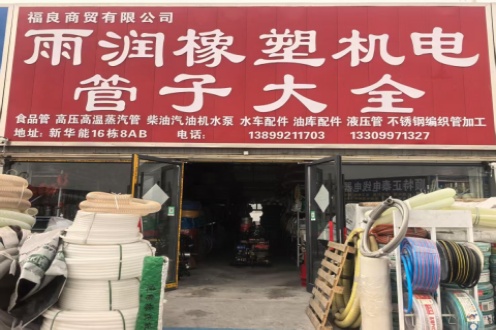 福良商贸有限公司
雨润橡塑机电
管子大全
食品管 高压高温蒸汽管 柴油汽油机水泵 水车配件 油库配件 液压管 不锈钢编织管加工
地址: 新华能16栋8AB 电话: 13899211703 13309971327